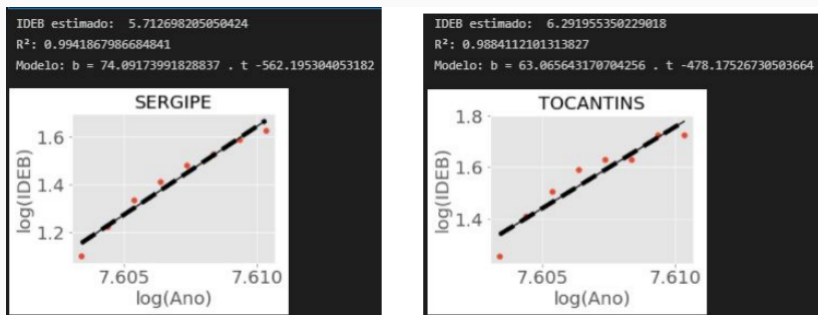 IDEB estimado: 5.712698205050424
R²: 0.9941867986684841
Modelo: b = 74.09173991828837 . t -562.195304053182
SERGIPE
1.6
1.4
1.2
log(IDEB)
7.605 7.610
log(Ano)
IDEB estimado: 6.291955350229018
R²: 0.9884112101313827
Modelo: b = 63.065643170704256 . t -478.17526730503664
TOCANTINS
1.8
1.6
1.4
log(IDEB)
7.605 7.610
log(Ano)